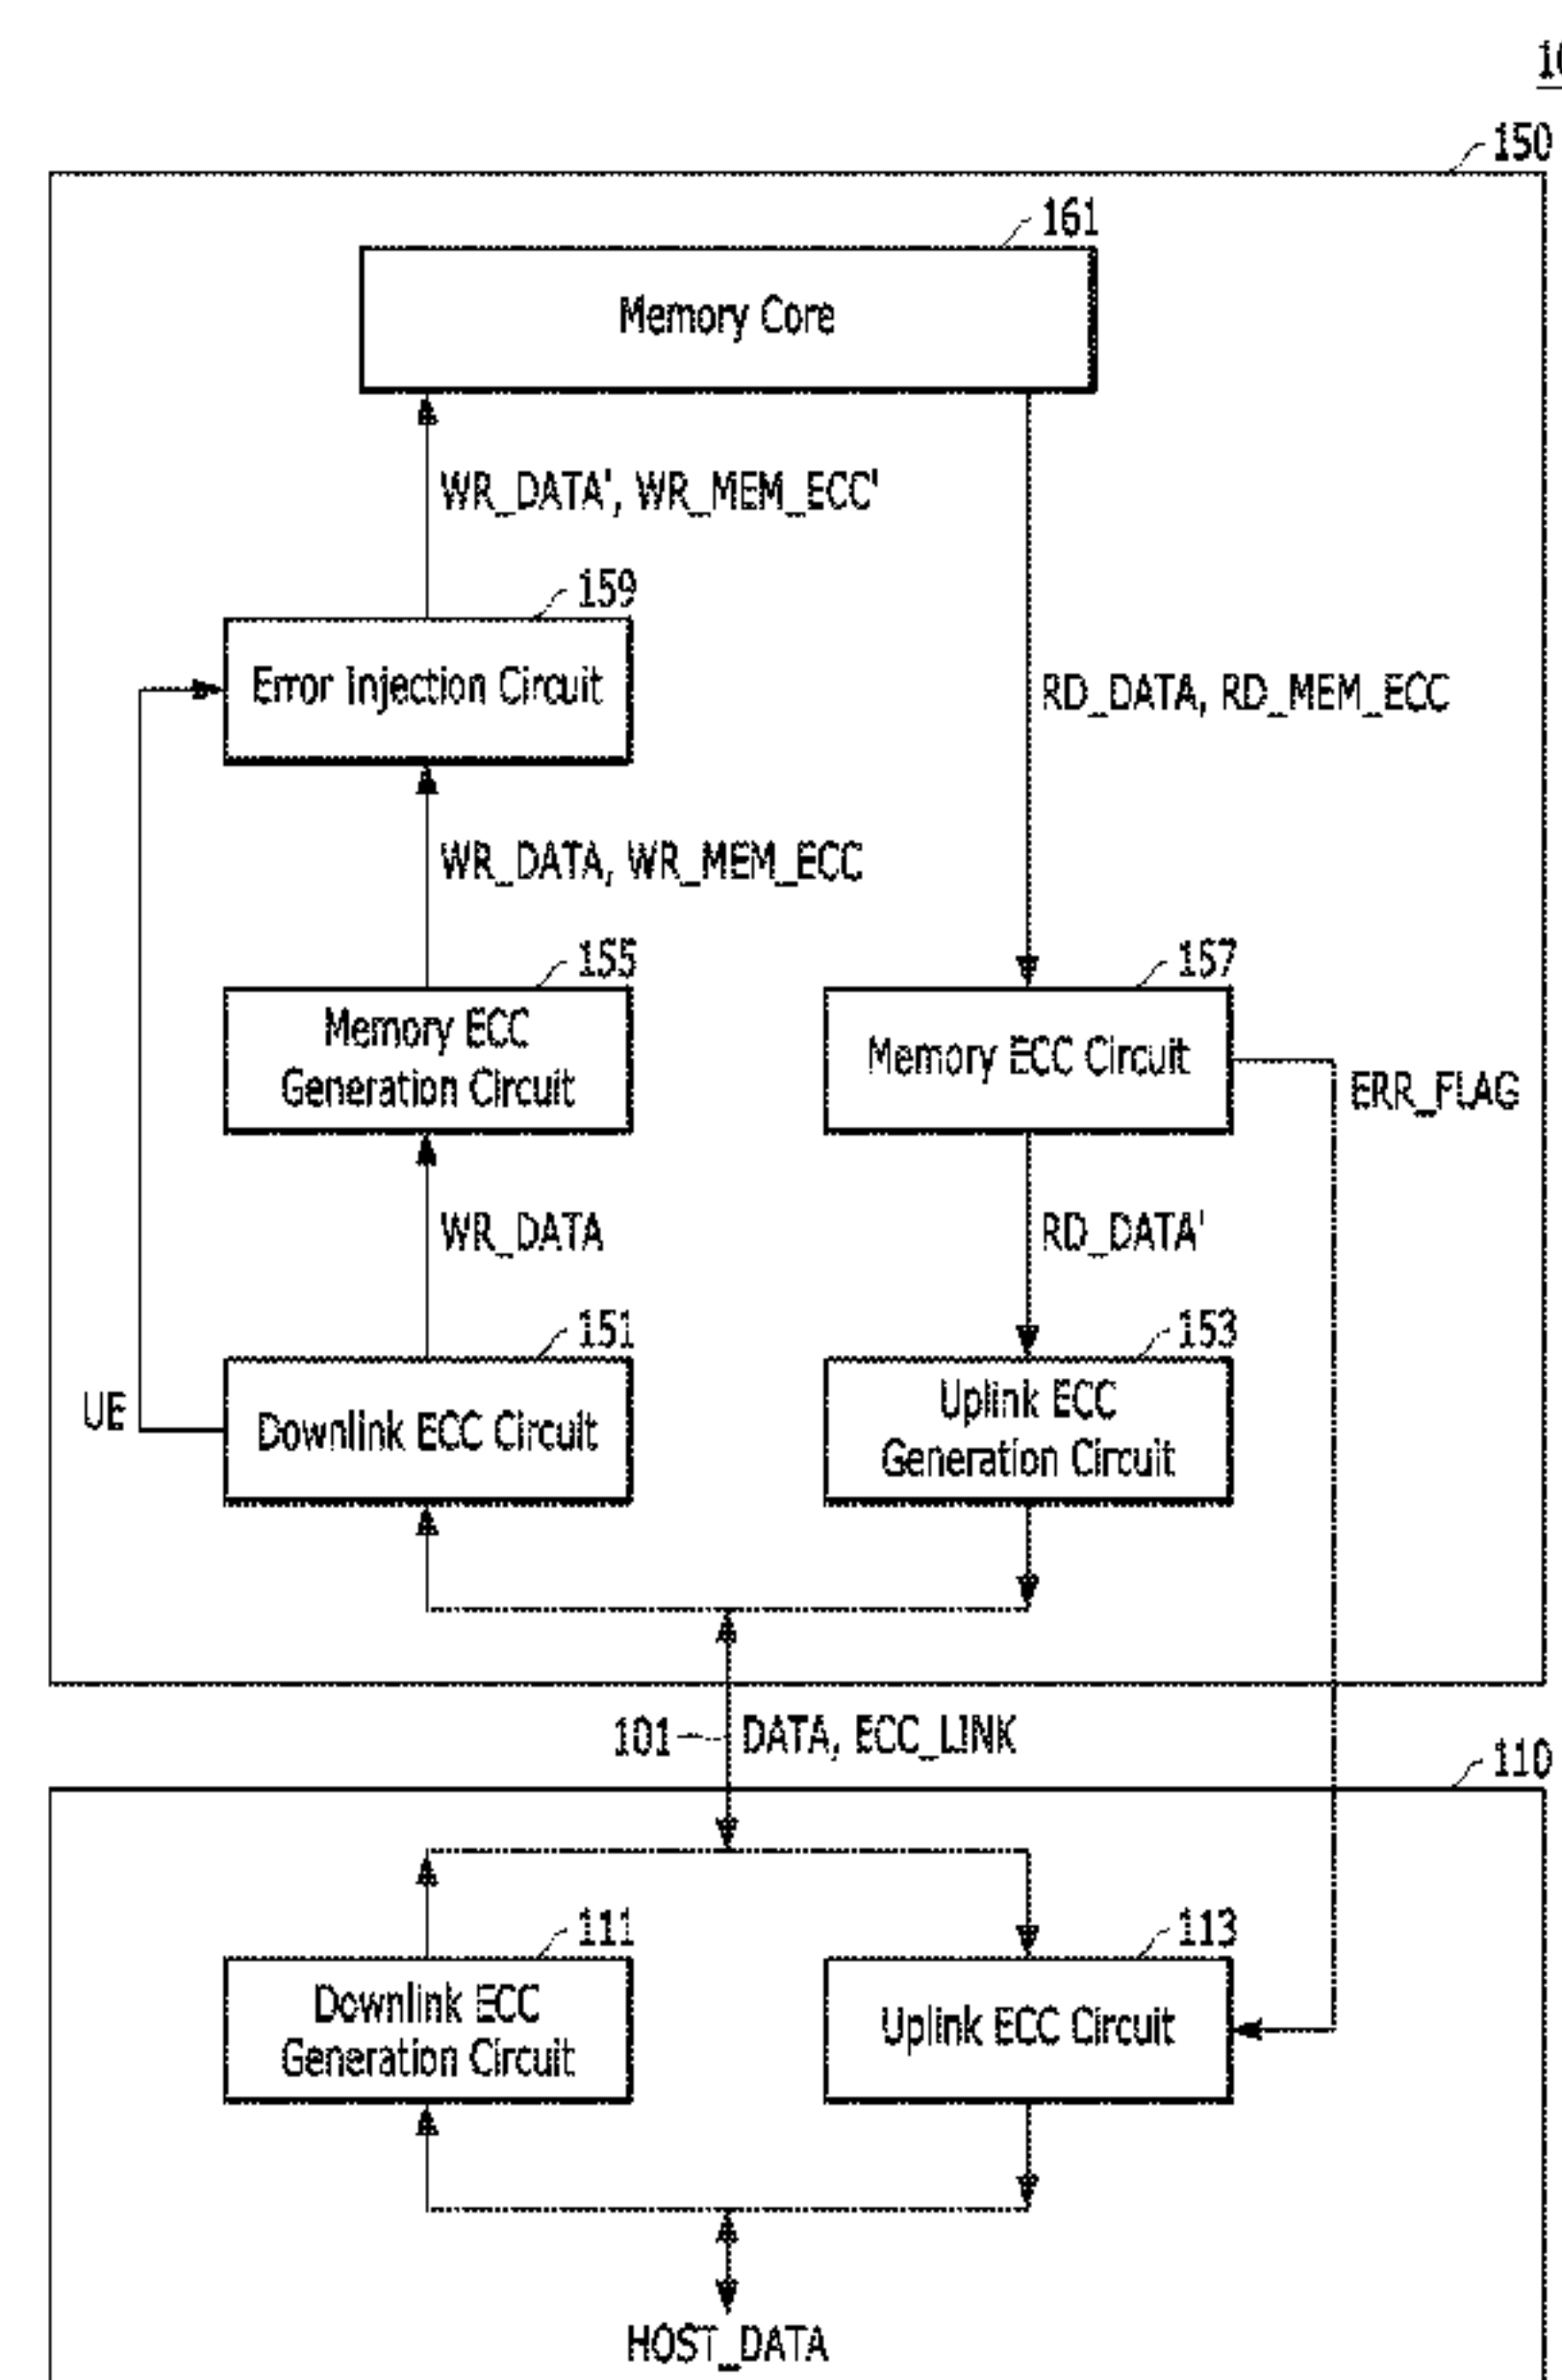 150
161
Memory Core
WR_DATA', WR_MEM_ECC'
159
Error Injection Circuit
RD_DATA, RD_MEM_ECC
WR_DATA, WR_MEM_ECC
155
157
Memory ECC
Generation Circuit
Memory ECC Circuit
ERR_FLAG
WR_DATA
RD_DATA'
151
153
UE
Downlink ECC Circuit
Uplink ECC
Generation Circuit
101
DATA, ECC_LINK
110
111
113
Downlink ECC
Generation Circuit
Uplink ECC Circuit
HOST_DATA